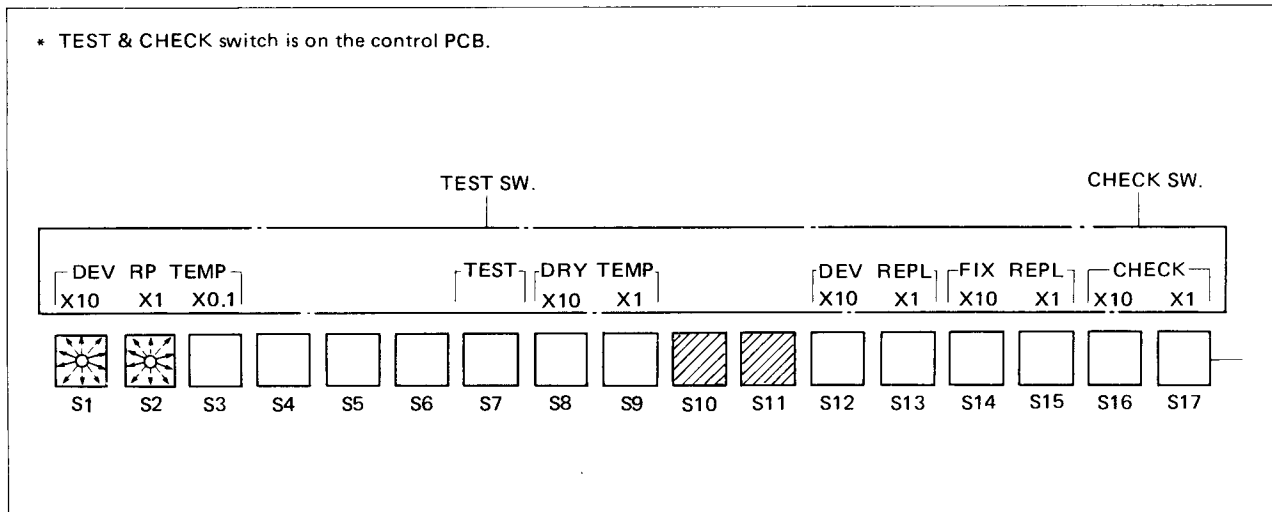 * TEST & CHECK switch is on the control PCB.
TEST SW. CHECK SW.
DEV RP TEMP TEST DRY TEMP DEV REPL FIX REPL CHECK
X10 X1 X0.1 X10 X1 X10 X1 X10 X1 X10 X1
S1 S2 S3 S4 S5 S6 S7 S8 S9 S10 S11 S12 S13 S14 S15 S16 S17